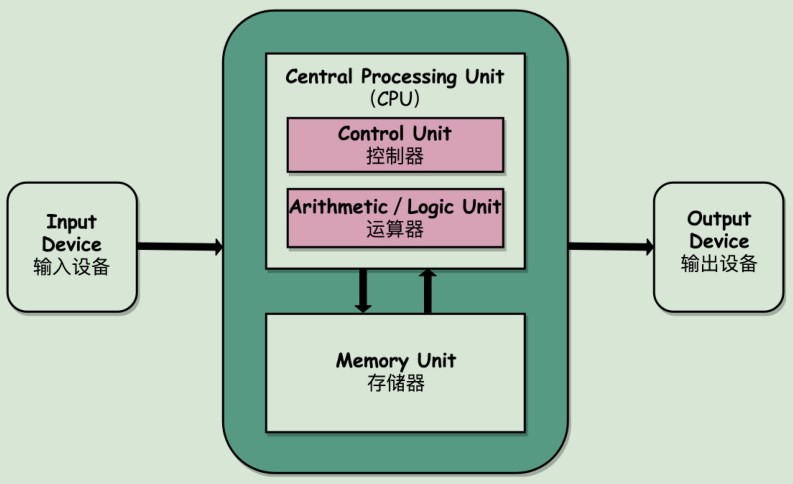 Central Processing Unit
（CPU）
Control Unit
控制器
Arithmetic / Logic Unit
运算器
Input
Device
输入设备
Output
Device
输出设备
Memory Unit
存储器